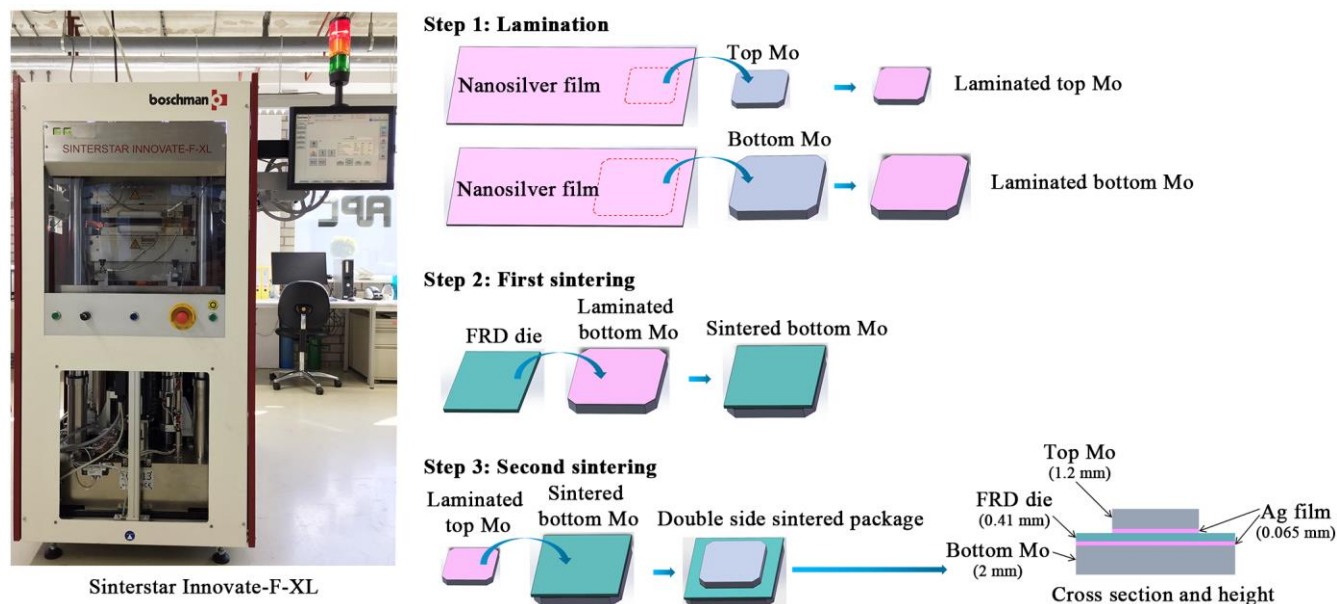 boschman
SINTERSTAR INNOVATE-F-XL
APC
Sinterstar Innovate-F-XL
Step 1: Lamination
Nanosilver film
Top Mo
Laminated top Mo
Nanosilver film
Bottom Mo
Laminated bottom Mo
Step 2: First sintering
FRD die
Laminated
bottom Mo
Sintered bottom Mo
Step 3: Second sintering
Laminated
top Mo
Sintered
bottom Mo
Double side sintered package
Top Mo
(1.2 mm)
FRD die
(0.41 mm)
Bottom Mo
(2 mm)
Ag film
(0.065 mm)
Cross section and height